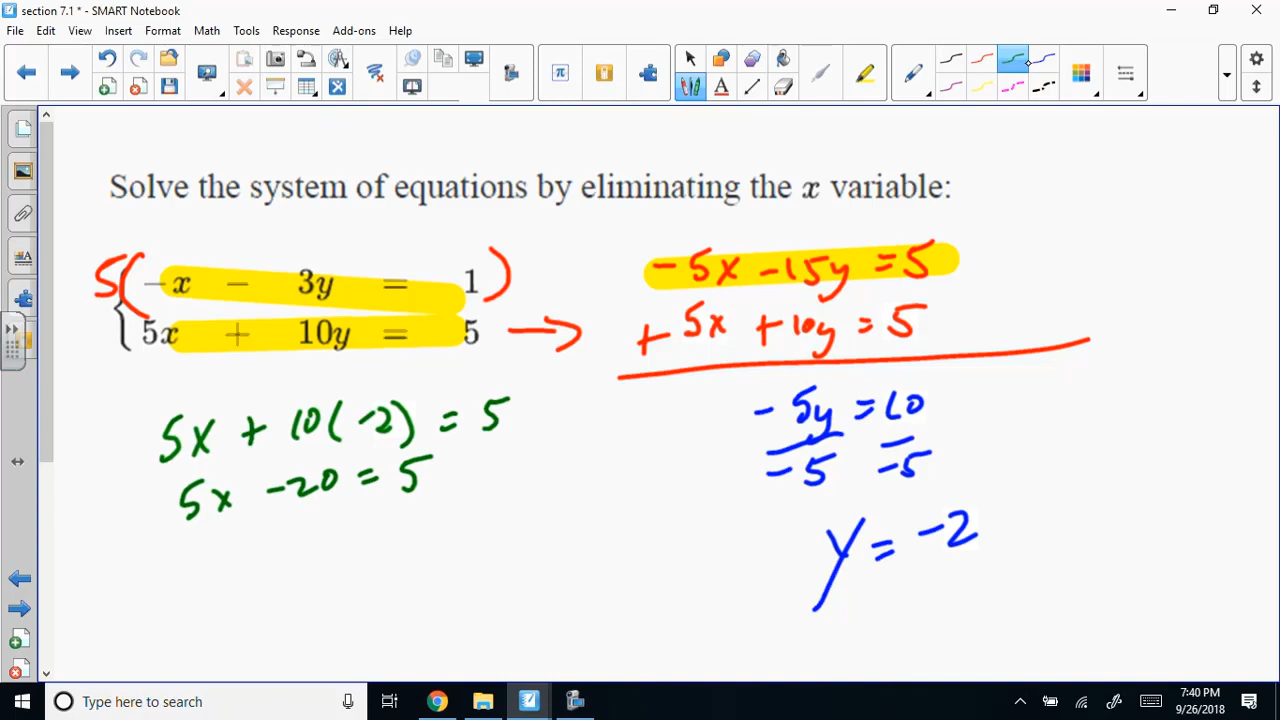 section 7.1 * - SMART Notebook
File Edit View Insert Format Math Tools Response Add-ons Help
Solve the system of equations by eliminating the x variable:
5( -x - 3y = 1 )
5x + 10y = 5 →
-5x -15y = 5
+ 5x +10y = 5
-5y = 10
-5 -5
y = -2
5x + 10(-2) = 5
5x -20 = 5
Type here to search
7:40 PM
9/26/2018